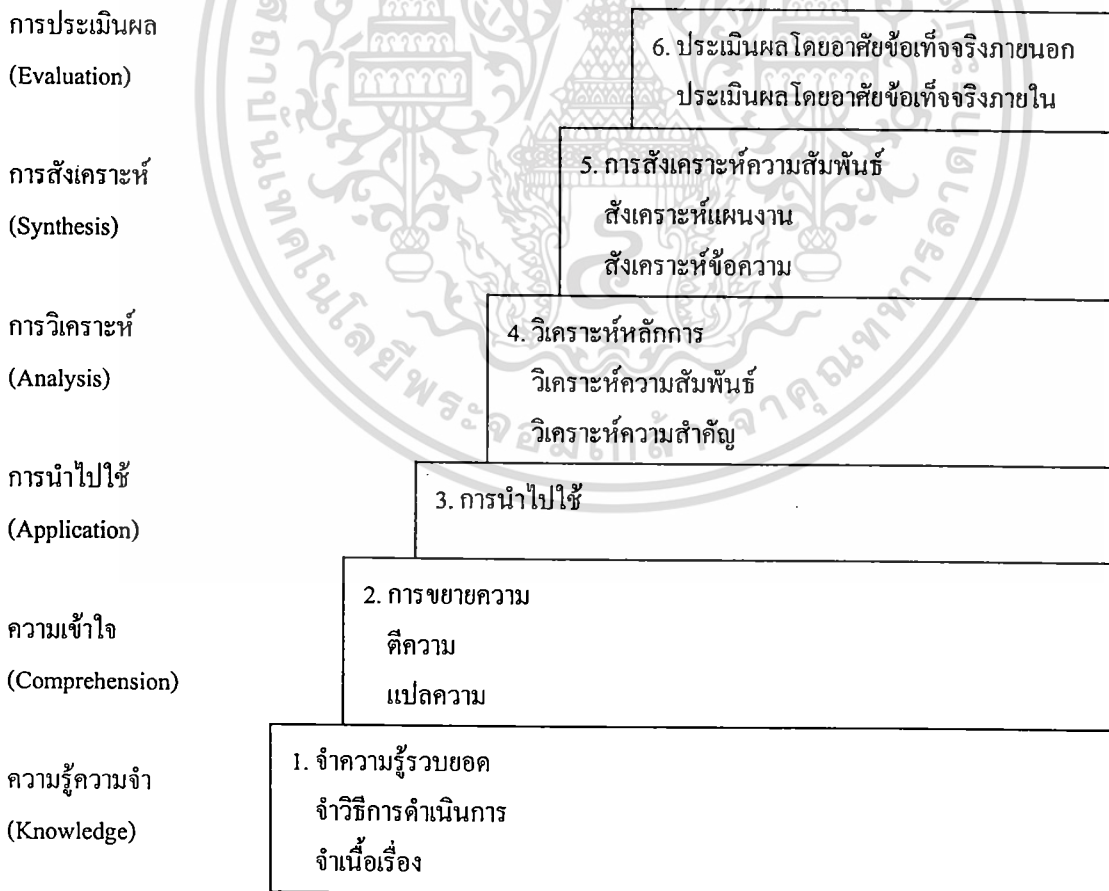 การประเมินผล
(Evaluation)
6. ประเมินผลโดยอาศัยข้อเท็จจริงภายนอก
ประเมินผลโดยอาศัยข้อเท็จจริงภายใน
การสังเคราะห์
(Synthesis)
5. การสังเคราะห์ความสัมพันธ์
สังเคราะห์แผนงาน
สังเคราะห์ข้อความ
การวิเคราะห์
(Analysis)
4. วิเคราะห์หลักการ
วิเคราะห์ความสัมพันธ์
วิเคราะห์ความสำคัญ
การนำไปใช้
(Application)
3. การนำไปใช้
ความเข้าใจ
(Comprehension)
2. การขยายความ
ตีความ
แปลความ
ความรู้ความจำ
(Knowledge)
1. จำความรู้รวบยอด
จำวิธีการดำเนินการ
จำเนื้อเรื่อง